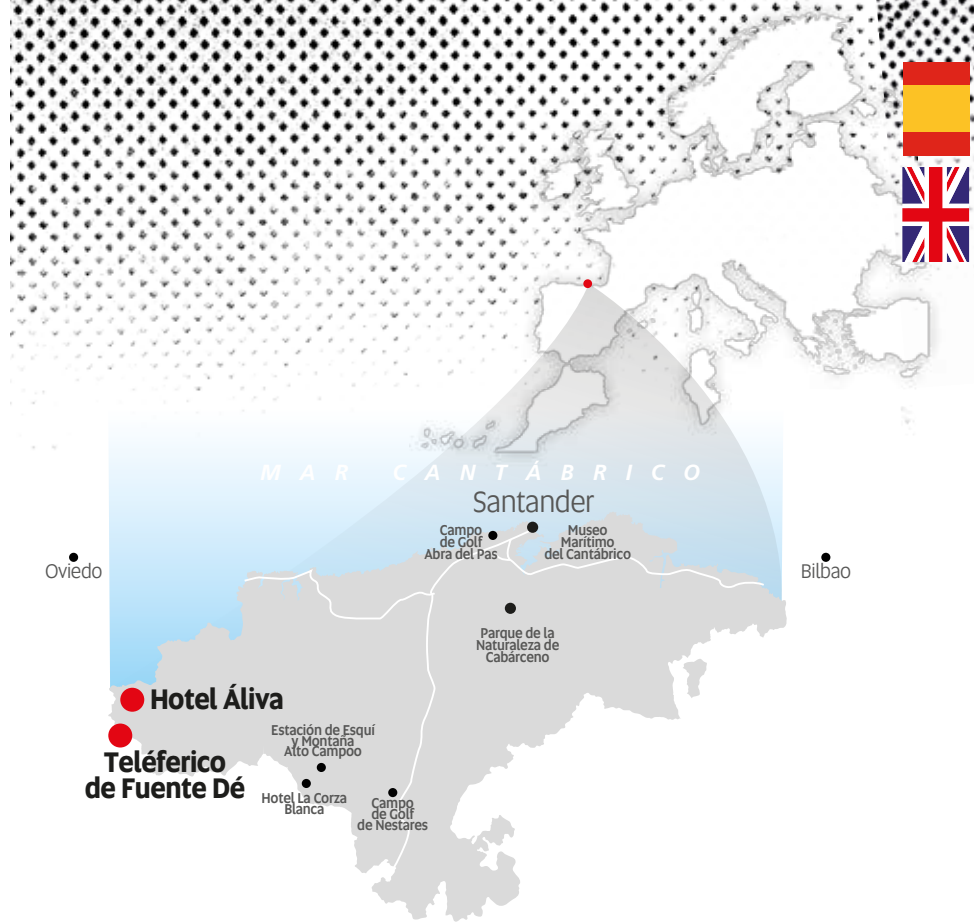 MAR CANTÁBRICO
Santander
Campo
de Golf
Abra del Pas
Museo
Marítimo
del Cantábrico
Oviedo
Bilbao
Parque de la
Naturaleza de
Cabárceno
Hotel Áliva
Teléferico
de Fuente Dé
Estación de Esquí
y Montaña
Alto Campoo
Hotel La Corza
Blanca
Campo
de Golf
de Nestares